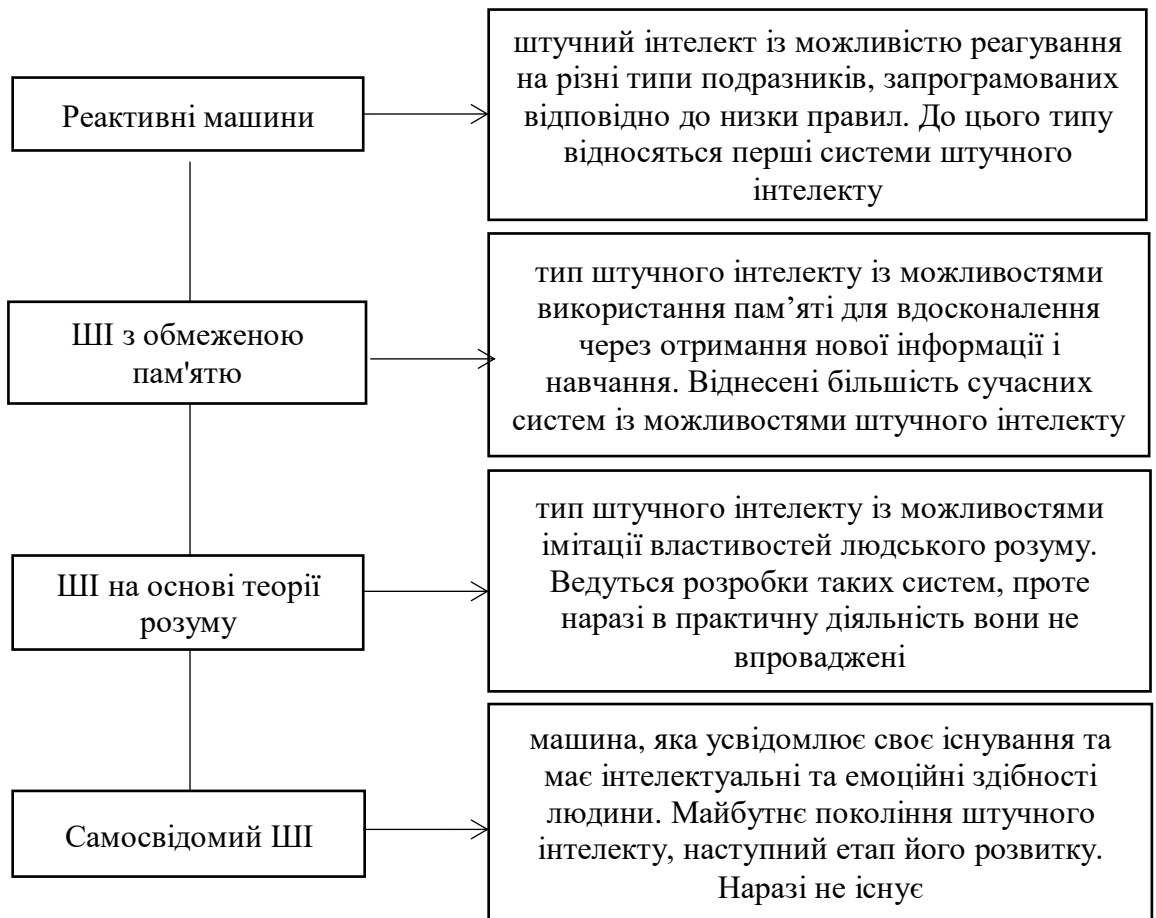 Реактивні машини
штучний інтелект із можливістю реагування
на різні типи подразників, запрограмованих
відповідно до низки правил. До цього типу
відносяться перші системи штучного
інтелекту
ШІ з обмеженою
пам'ятю
тип штучного інтелекту із можливостями
використання пам’яті для вдосконалення
через отримання нової інформації і
навчання. Віднесені більшість сучасних
систем із можливостями штучного інтелекту
ШІ на основі теорії
розуму
тип штучного інтелекту із можливостями
імітації властивостей людського розуму.
Ведуться розробки таких систем, проте
наразі в практичну діяльність вони не
впроваджені
Самосвідомий ШІ
машина, яка усвідомлює своє існування та
має інтелектуальні та емоційні здібності
людини. Майбутнє покоління штучного
інтелекту, наступний етап його розвитку.
Наразі не існує